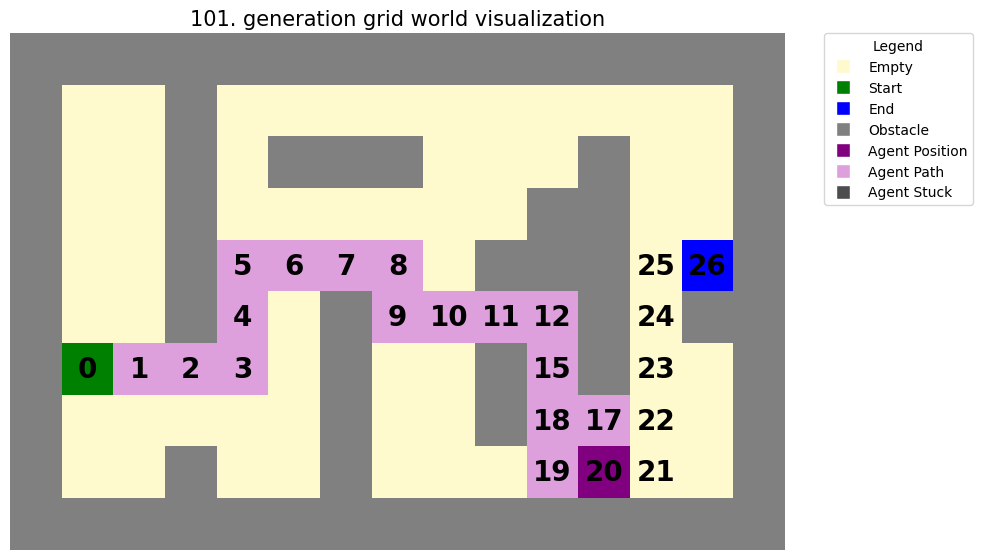 101. generation grid world visualization
Legend
Empty
Start
End
Obstacle
Agent Position
Agent Path
Agent Stuck
5 6 7 8 25 26
4 9 10 11 12 24
0 1 2 3 15 23
18 17 22
19 20 21